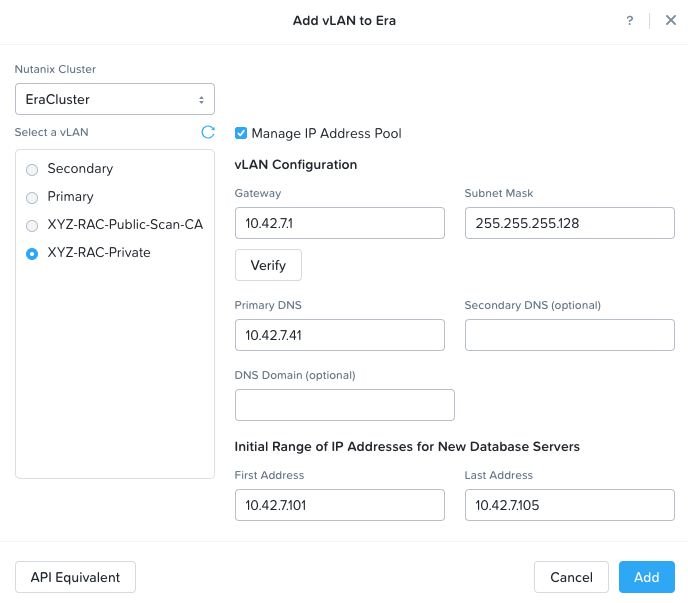 Add vLAN to Era
?
Nutanix Cluster
EraCluster
Select a vLAN
Secondary
Primary
XYZ-RAC-Public-Scan-CA
XYZ-RAC-Private
Manage IP Address Pool
vLAN Configuration
Gateway
Subnet Mask
10.42.7.1
255.255.255.128
Verify
Primary DNS
Secondary DNS (optional)
10.42.7.41
DNS Domain (optional)
Initial Range of IP Addresses for New Database Servers
First Address
Last Address
10.42.7.101
10.42.7.105
API Equivalent
Cancel
Add